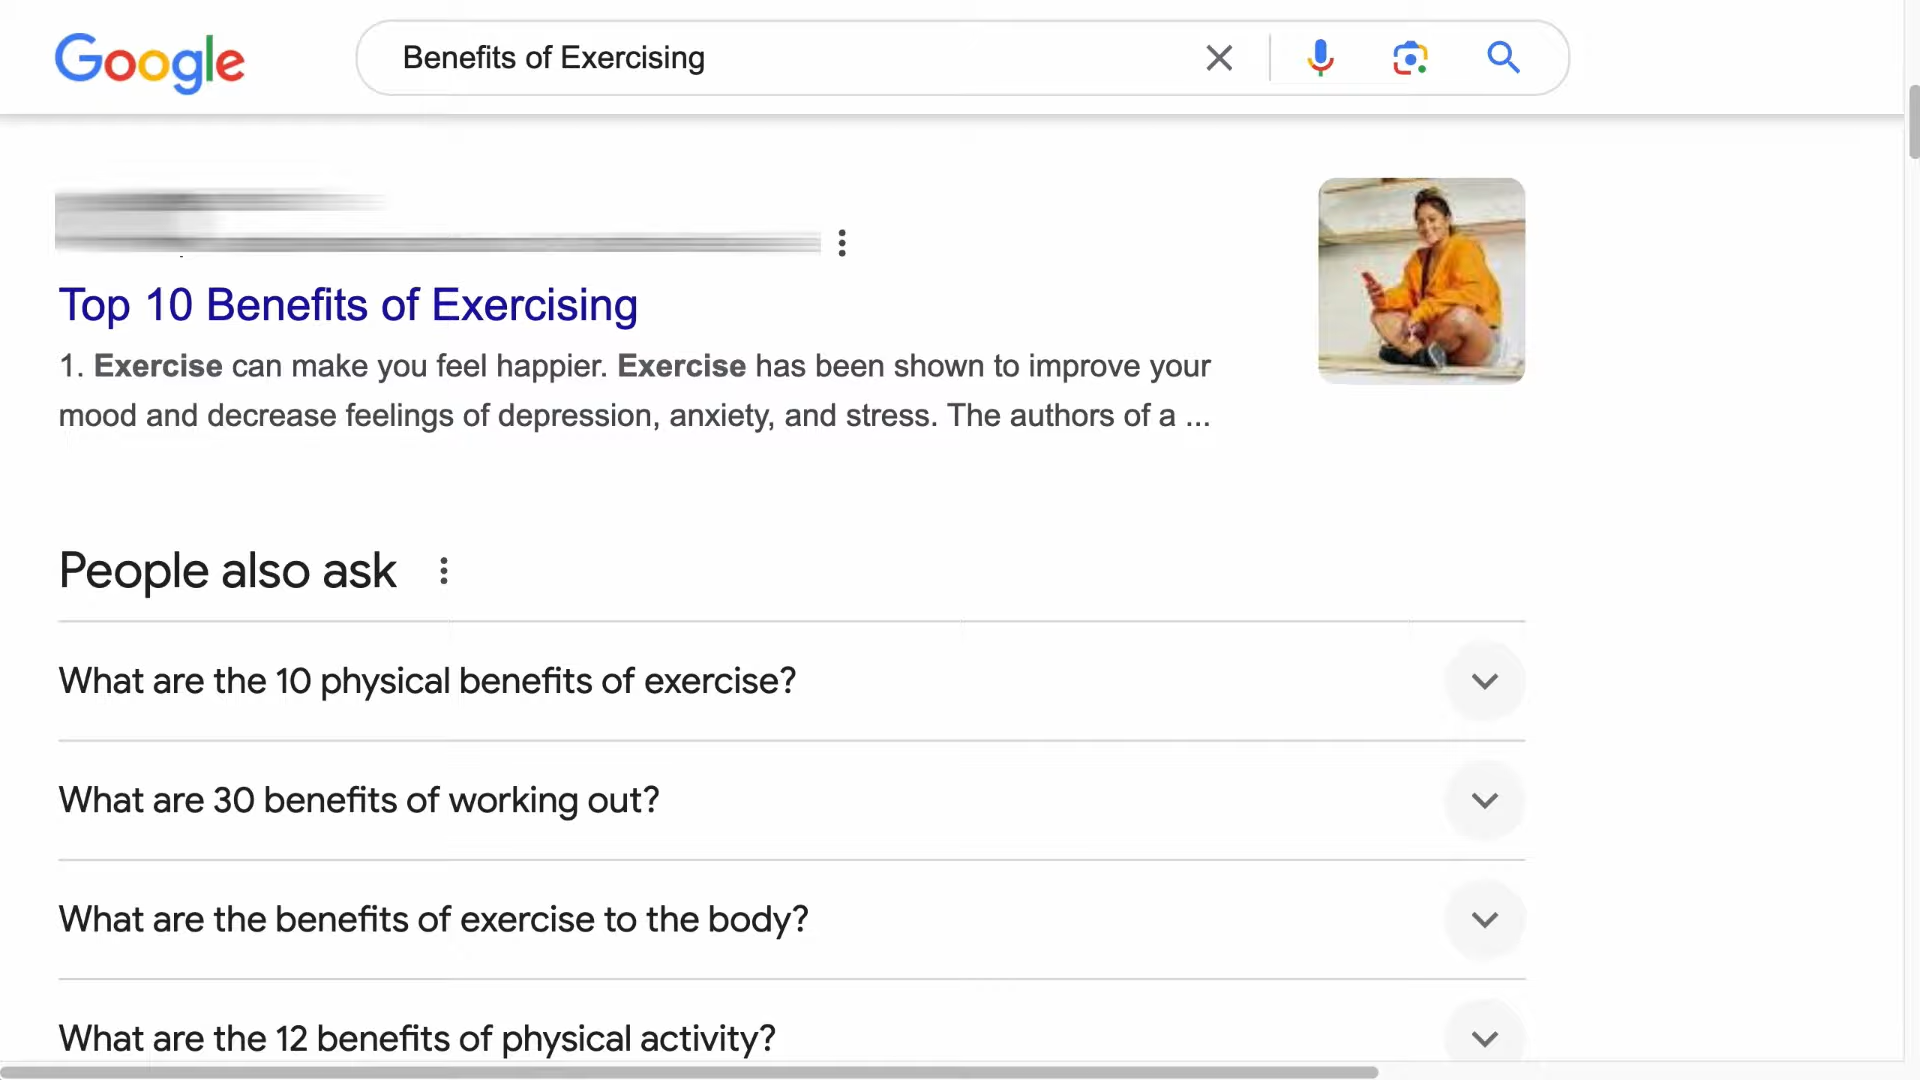 Google
Benefits of Exercising
Top 10 Benefits of Exercising
1. Exercise can make you feel happier. Exercise has been shown to improve your
mood and decrease feelings of depression, anxiety, and stress. The authors of a ...
People also ask
What are the 10 physical benefits of exercise?
What are 30 benefits of working out?
What are the benefits of exercise to the body?
What are the 12 benefits of physical activity?